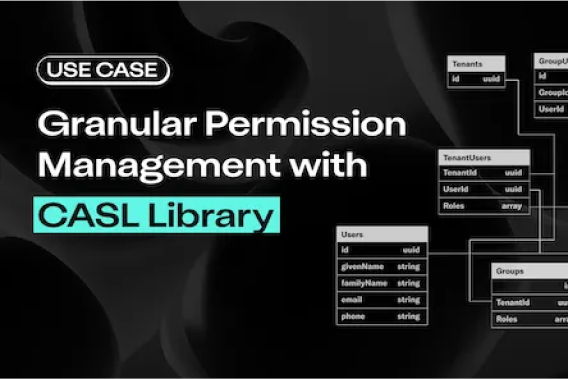 USE CASE
Granular Permission
Management with
CASL Library
Tenants
id uuid
id
UserId
TenantUsers
TenantId uuid
UserId uuid
Roles array
Users
id uuid
givenName string
familyName string
email string
phone string
Groups
TenantId
Roles